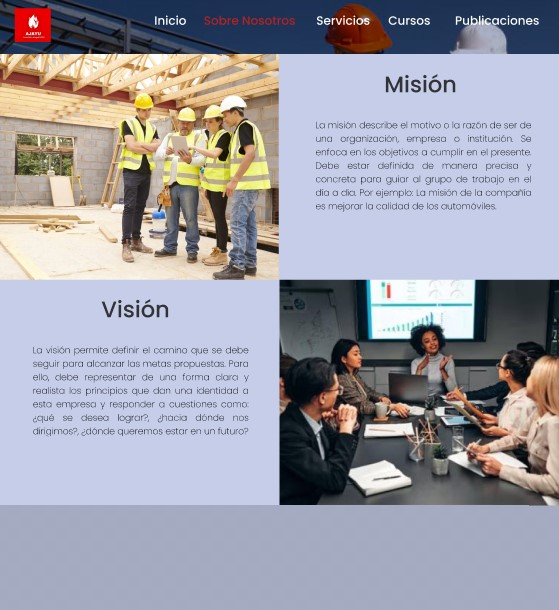 Inicio Sobre Nosotros Servicios Cursos Publicaciones
AJAYU
Misión
La misión describe el motivo o la razón de ser de
una organización, empresa o institución. Se
enfoca en los objetivos a cumplir en el presente.
Debe estar definida de manera precisa y
concreta para guiar al grupo de trabajo en el
dia a dia. Por ejemplo: La misión de la compañía
es mejorar la calidad de los automóviles.
Visión
La visión permite definir el camino que se debe
seguir para alcanzar las metas propuestas. Para
ello, debe representar de una forma clara y
realista los principios que dan una identidad a
esta empresa y responder a cuestiones como:
¿qué se desea lograr?, ¿hacia dónde nos
dirigimos?, ¿dónde queremos estar en un futuro?